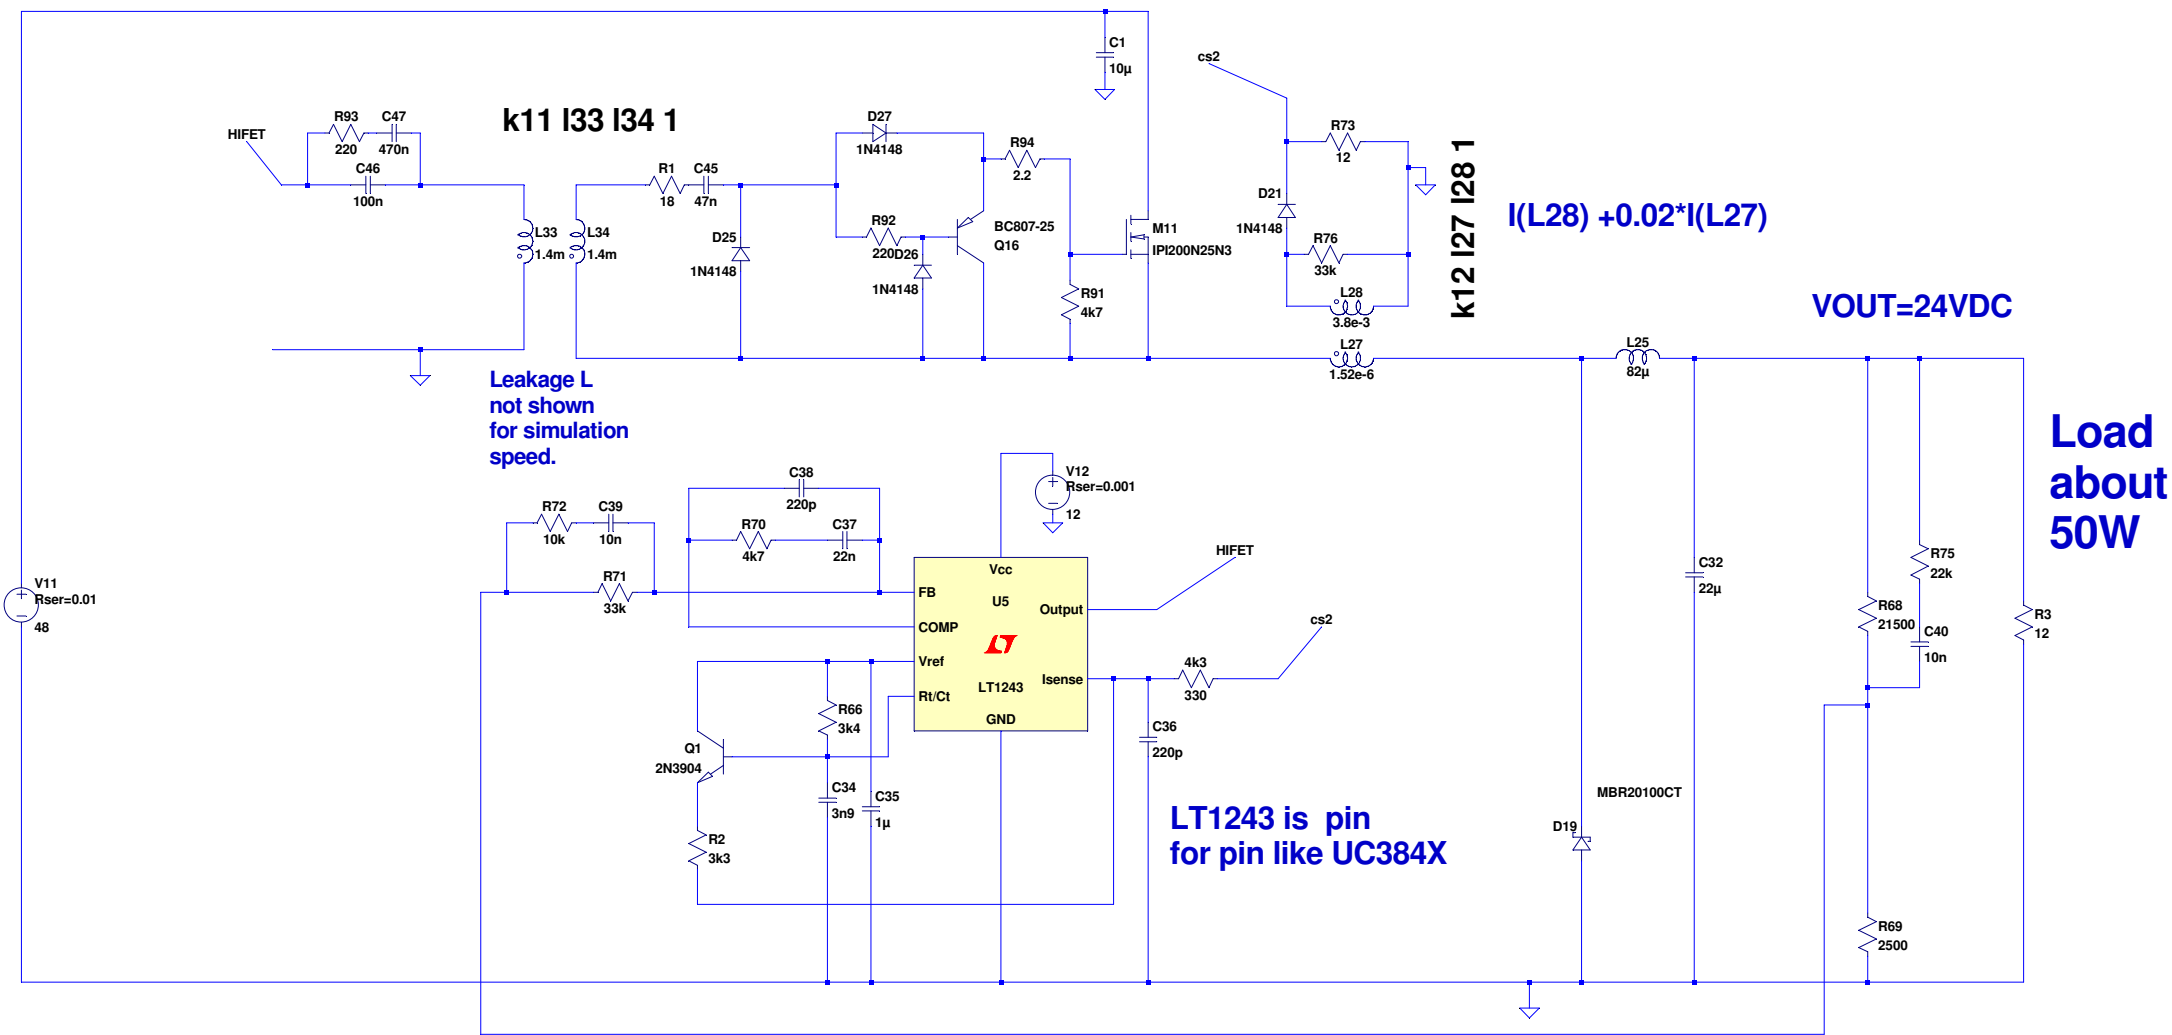 C1
10µ
cs2
k11 l33 l34 1
R93
220
C47
470n
HIFET
C46
100n
D27
1N4148
R94
2.2
R73
12
R1
18
C45
47n
k12 l27 l28 1
D21
1N4148
I(L28) +0.02*I(L27)
L33
1.4m
L34
1.4m
D25
1N4148
R92
220
D26
1N4148
BC807-25
Q16
M11
IPI200N25N3
R76
33k
R91
4k7
L28
3.8e-3
VOUT=24VDC
L27
1.52e-6
L25
82µ
Leakage L
not shown
for simulation
speed.
Load
about
50W
C38
220p
V12
Rser=0.001
12
R72
10k
C39
10n
R70
4k7
C37
22n
HIFET
R71
33k
Vcc
FB
U5
Output
COMP
Vref
Isense
Rt/Ct
LT1243
GND
cs2
4k3
330
V11
Rser=0.01
48
C32
22µ
R75
22k
R68
21500
C40
10n
R3
12
R66
3k4
Q1
2N3904
C36
220p
C34
3n9
C35
1µ
R2
3k3
LT1243 is  pin
for pin like UC384X
MBR20100CT
D19
R69
2500